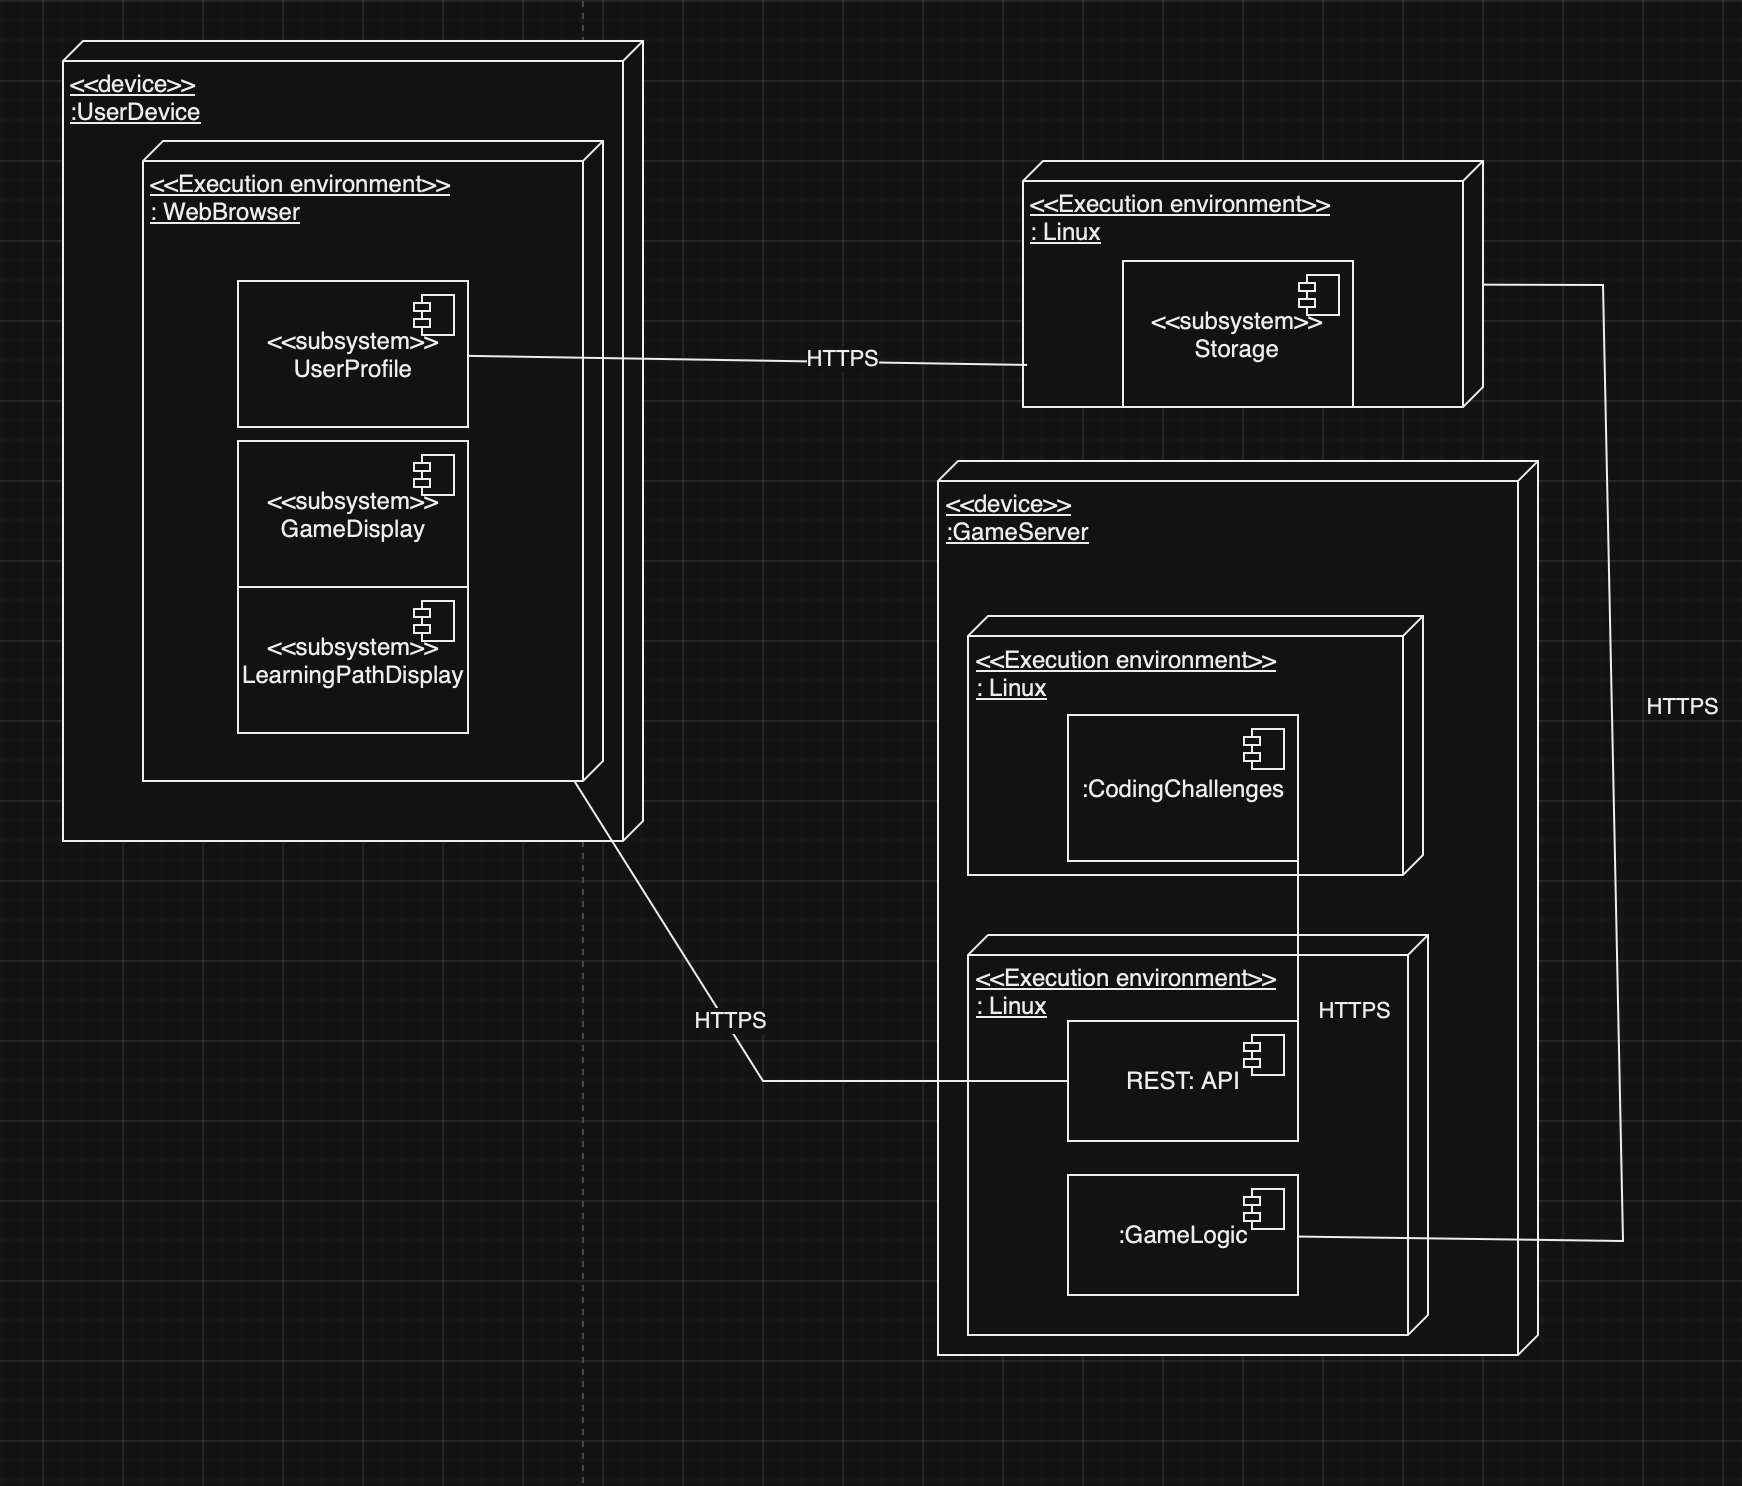 <<device>>
:UserDevice
<<Execution environment>>
: WebBrowser
<<subsystem>>
UserProfile
<<subsystem>>
GameDisplay
<<subsystem>>
LearningPathDisplay
HTTPS
<<Execution environment>>
: Linux
<<subsystem>>
Storage
<<device>>
:GameServer
<<Execution environment>>
: Linux
:CodingChallenges
HTTPS
<<Execution environment>>
: Linux
HTTPS
REST: API
:GameLogic
HTTPS